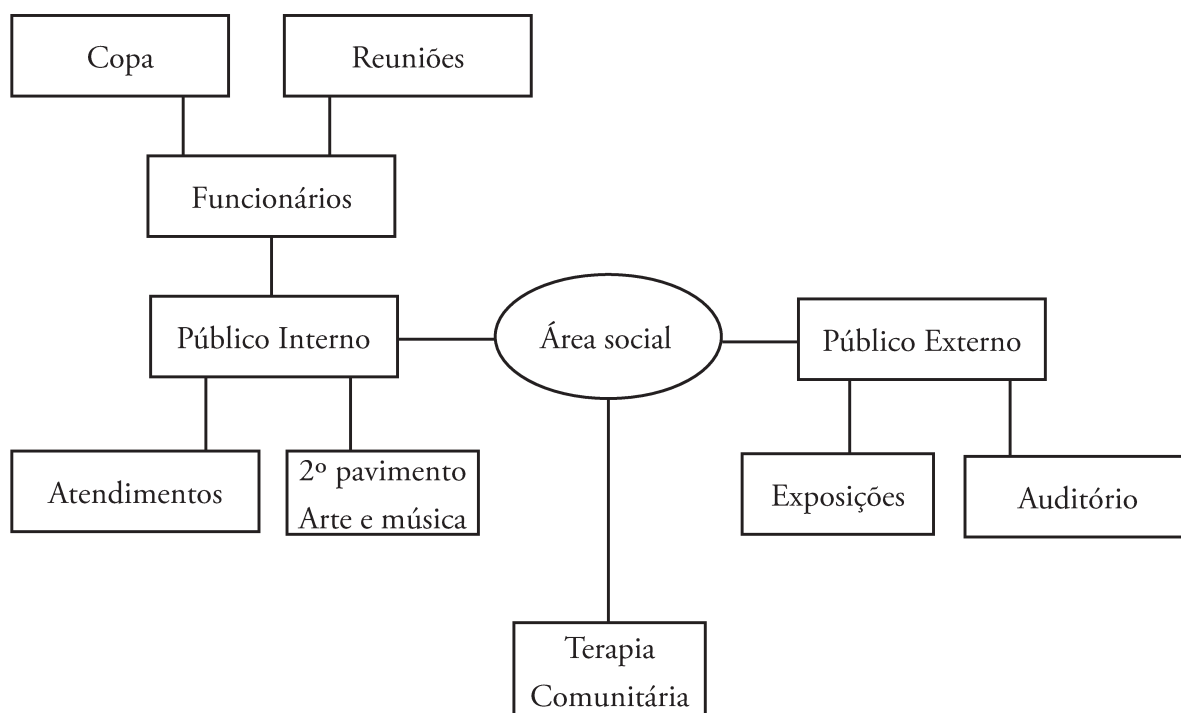 Copa
Reuniões
Funcionários
Público Interno
Área social
Público Externo
Atendimentos
2º pavimento
Arte e música
Exposições
Auditório
Terapia
Comunitária